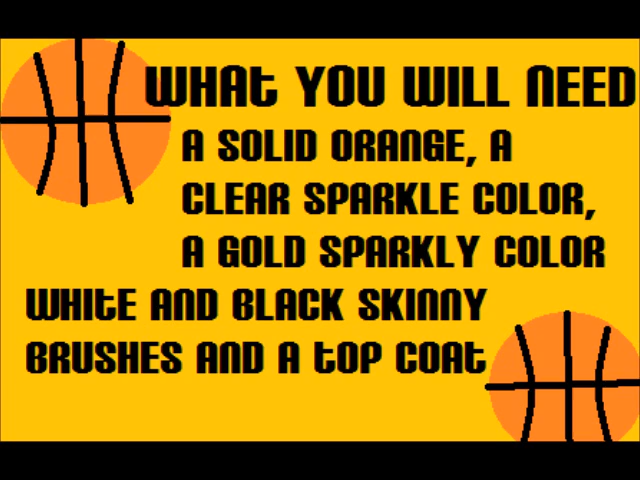 WHAT YOU WILL NEED
A SOLID ORANGE, A
CLEAR SPARKLE COLOR,
A GOLD SPARKLY COLOR
WHITE AND BLACK SKINNY
BRUSHES AND A TOP COAT